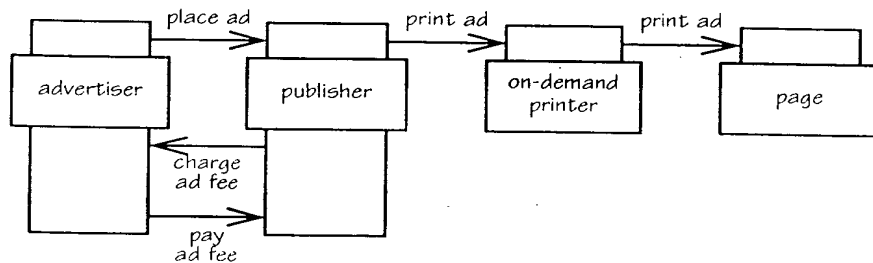 place ad
print ad
print ad
advertiser
publisher
on-demand
printer
page
charge
ad fee
pay
ad fee